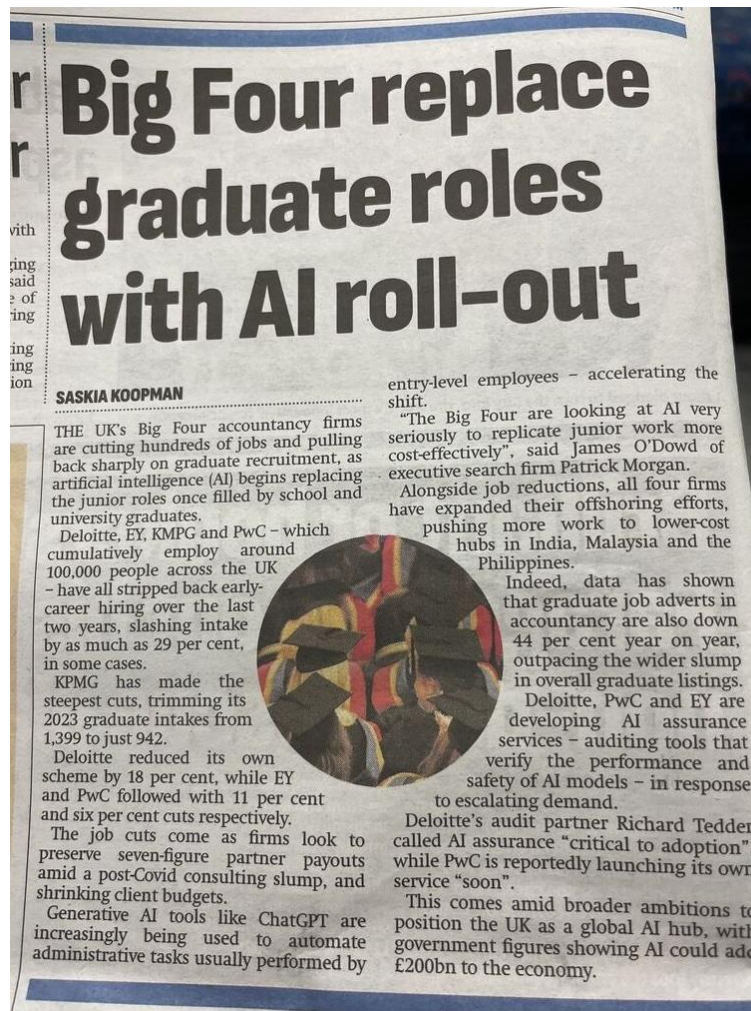 Big Four replace
graduate roles
with AI roll-out
SASKIA KOOPMAN
THE UK's Big Four accountancy firms
are cutting hundreds of jobs and pulling
back sharply on graduate recruitment, as
artificial intelligence (AI) begins replacing
the junior roles once filled by school and
university graduates.
Deloitte, EY, KMPG and PwC – which
cumulatively employ around
100,000 people across the UK
– have all stripped back early-
career hiring over the last
two years, slashing intake
by as much as 29 per cent,
in some cases.
KPMG has made the
steepest cuts, trimming its
2023 graduate intakes from
1,399 to just 942.
Deloitte reduced its own
scheme by 18 per cent, while EY
and PwC followed with 11 per cent
and six per cent cuts respectively.
The job cuts come as firms look to
preserve seven-figure partner payouts
amid a post-Covid consulting slump, and
shrinking client budgets.
Generative AI tools like ChatGPT are
increasingly being used to automate
administrative tasks usually performed by
entry-level employees – accelerating the
shift.
"The Big Four are looking at AI very
seriously to replicate junior work more
cost-effectively", said James O'Dowd of
executive search firm Patrick Morgan.
Alongside job reductions, all four firms
have expanded their offshoring efforts,
pushing more work to lower-cost
hubs in India, Malaysia and the
Philippines.
Indeed, data has shown
that graduate job adverts in
accountancy are also down
44 per cent year on year,
outpacing the wider slump
in overall graduate listings.
Deloitte, PwC and EY are
developing AI assurance
services – auditing tools that
verify the performance and
safety of AI models – in response
to escalating demand.
Deloitte's audit partner Richard Tedder
called AI assurance "critical to adoption"
while PwC is reportedly launching its own
service "soon".
This comes amid broader ambitions to
position the UK as a global AI hub, with
government figures showing AI could add
£200bn to the economy.